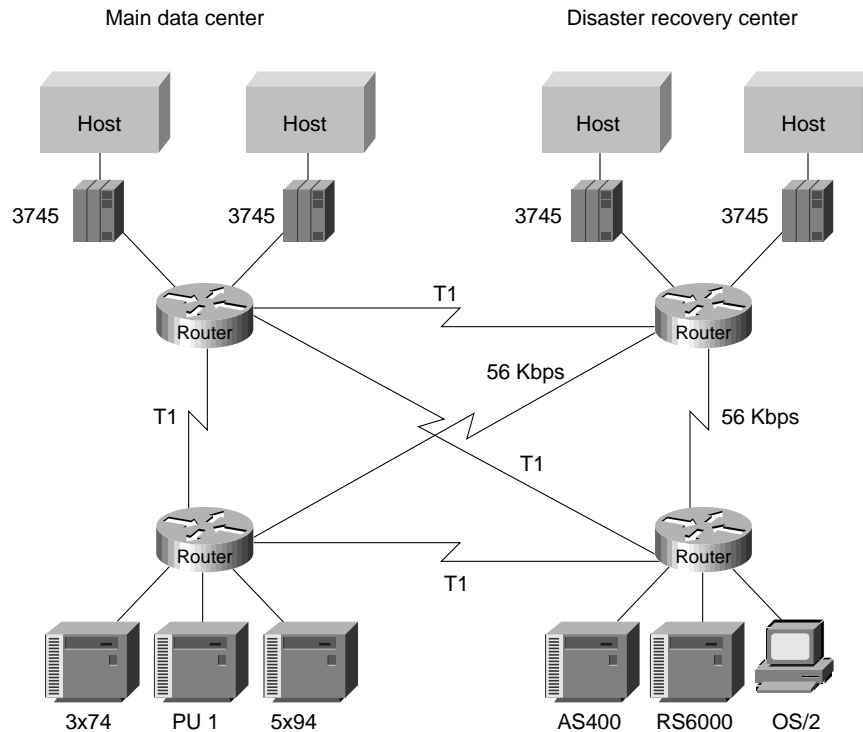 Main data center
Disaster recovery center
Host
Host
Host
Host
3745
3745
3745
3745
T1
Router
Router
56 Kbps
T1
56 Kbps
T1
Router
Router
T1
3x74
PU 1
5x94
AS400
RS6000
OS/2